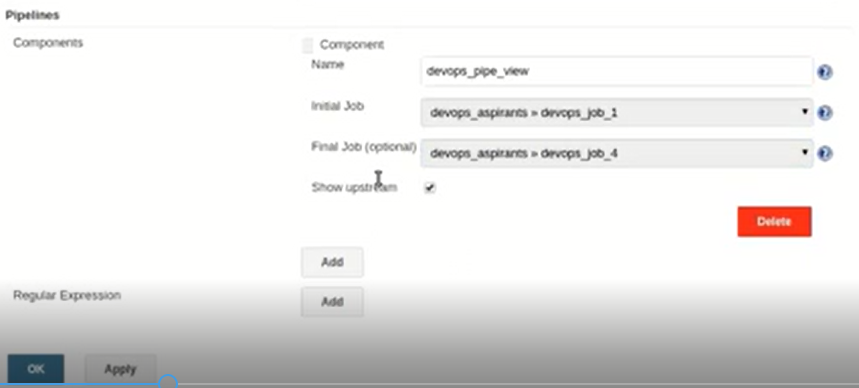 Pipelines
Components
Component
Name
devops_pipe_view
Initial Job
devops_aspirants » devops_job_1
Final Job (optional)
devops_aspirants » devops_job_4
Show upstream
Delete
Add
Regular Expression
Add
OK
Apply